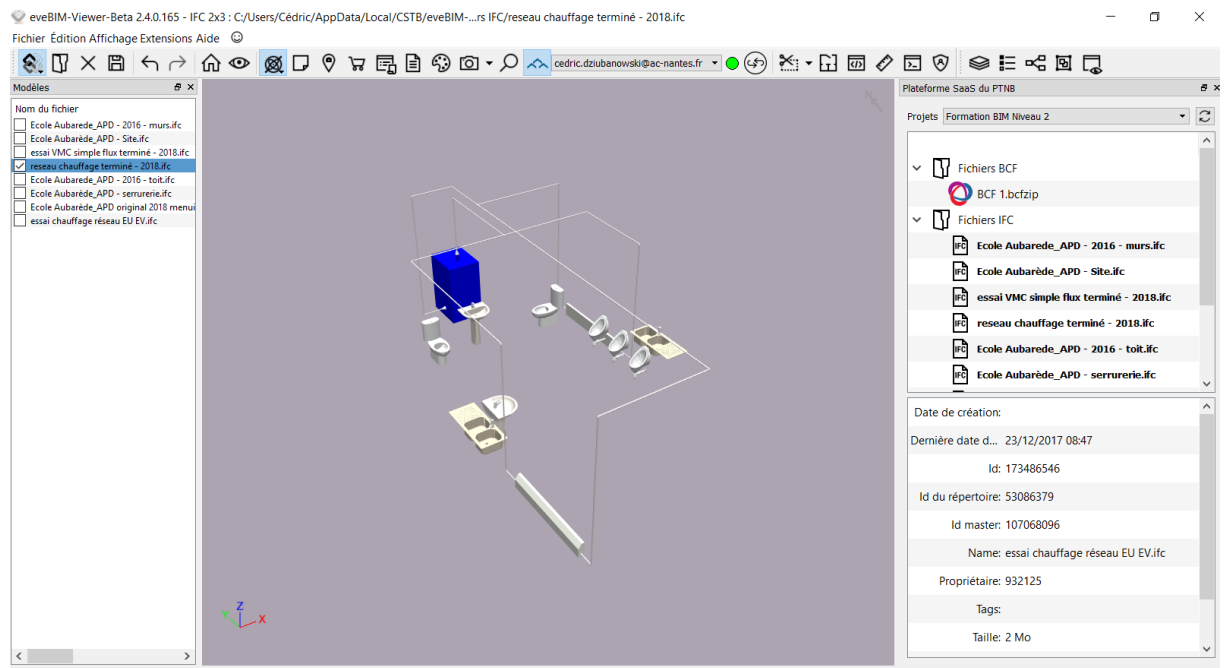 eveBIM-Viewer-Beta 2.4.0.165 - IFC 2x3 : C:/Users/Cédric/AppData/Local/CSTB/eveBIM-...rs IFC/reseau chauffage terminé - 2018.ifc
Fichier Édition Affichage Extensions Aide
cedric.dziubanowski@ac-nantes.fr
Modèles
Nom du fichier
Ecole Aubarede_APD - 2016 - murs.ifc
Ecole Aubarède_APD - Site.ifc
essai VMC simple flux terminé - 2018.ifc
reseau chauffage terminé - 2018.ifc
Ecole Aubarede_APD - 2016 - toit.ifc
Ecole Aubarède_APD - serrurerie.ifc
Ecole Aubarède_APD original 2018 menui
essai chauffage réseau EU EV.ifc
Z
Y
X
Plateforme SaaS du PTNB
Projets Formation BIM Niveau 2
Fichiers BCF
BCF 1.bcfzip
Fichiers IFC
IFC Ecole Aubarede_APD - 2016 - murs.ifc
IFC Ecole Aubarède_APD - Site.ifc
IFC essai VMC simple flux terminé - 2018.ifc
IFC reseau chauffage terminé - 2018.ifc
IFC Ecole Aubarede_APD - 2016 - toit.ifc
IFC Ecole Aubarède_APD - serrurerie.ifc
Date de création:
Dernière date d... 23/12/2017 08:47
Id: 173486546
Id du répertoire: 53086379
Id master: 107068096
Name: essai chauffage réseau EU EV.ifc
Propriétaire: 932125
Tags:
Taille: 2 Mo